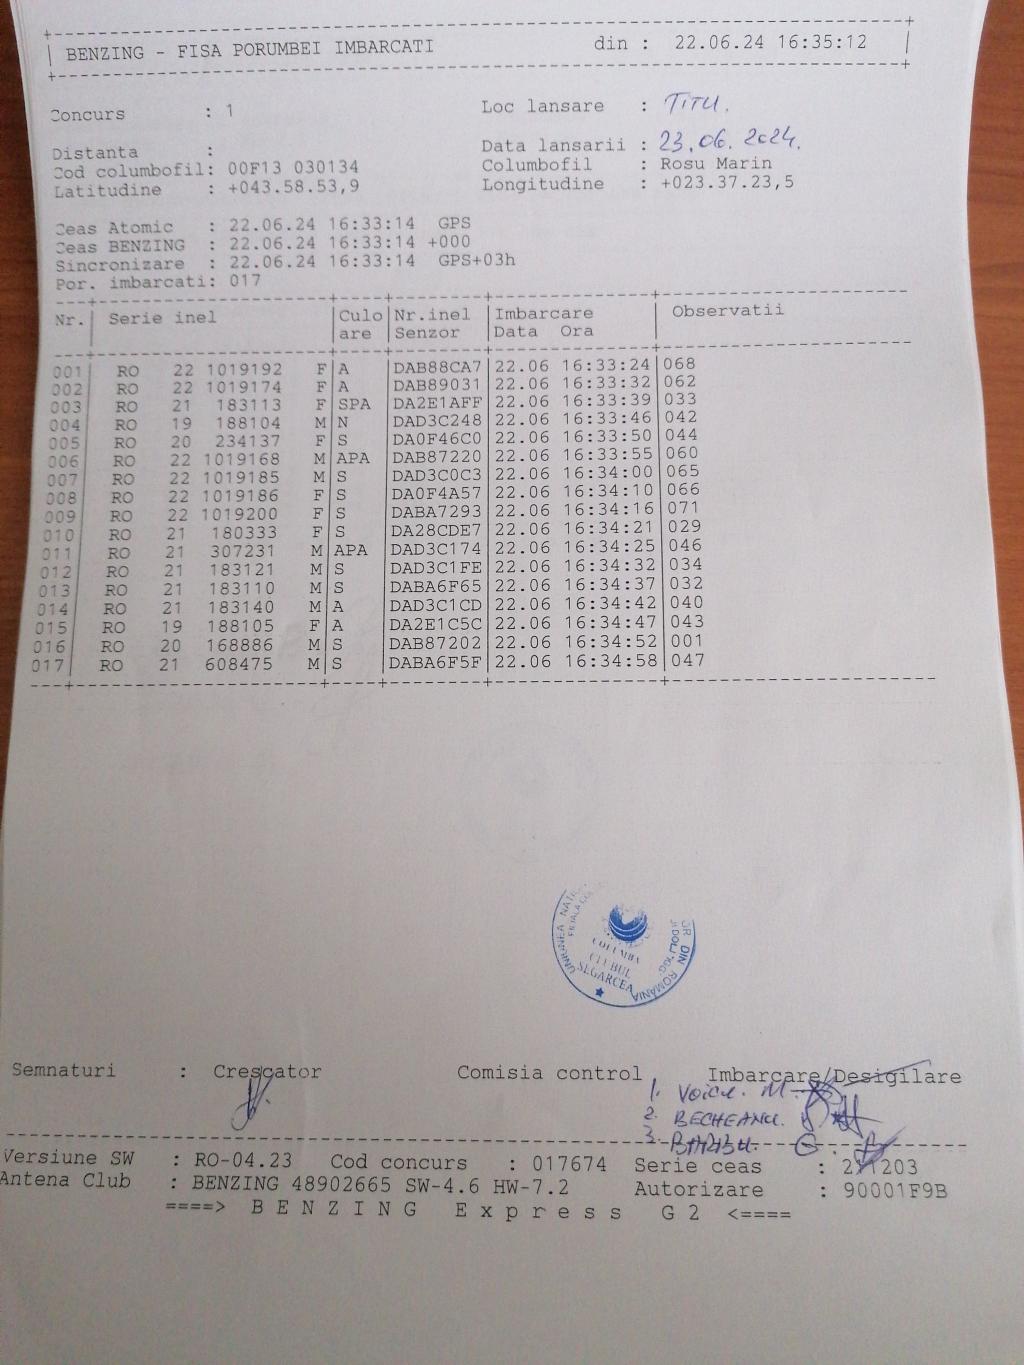 BENZING - FISA PORUMBEI IMBARCATI din : 22.06.24 16:35:12
Concurs : 1 Loc lansare : TITU.
Distanta : Data lansarii : 23.06.2024.
Cod columbofil: 00F13 030134 Columbofil : Rosu Marin
Latitudine : +043.58.53,9 Longitudine : +023.37.23,5
Ceas Atomic : 22.06.24 16:33:14 GPS
Ceas BENZING : 22.06.24 16:33:14 +000
Sincronizare : 22.06.24 16:33:14 GPS+03h
Por. imbarcati: 017
Nr. Serie inel Culo Nr.inel Imbarcare Observatii
are Senzor Data Ora
001 RO 22 1019192 F A DAB88CA7 22.06 16:33:24 068
002 RO 22 1019174 F A DAB89031 22.06 16:33:32 062
003 RO 21 183113 F SPA DA2E1AFF 22.06 16:33:39 033
004 RO 19 188104 M N DAD3C248 22.06 16:33:46 042
005 RO 20 234137 F S DA0F46C0 22.06 16:33:50 044
006 RO 22 1019168 M APA DAB87220 22.06 16:33:55 060
007 RO 22 1019185 M S DAD3C0C3 22.06 16:34:00 065
008 RO 22 1019186 F S DA0F4A57 22.06 16:34:10 066
009 RO 22 1019200 F S DABA7293 22.06 16:34:16 071
010 RO 21 180333 F S DA28CDE7 22.06 16:34:21 029
011 RO 21 307231 M APA DAD3C174 22.06 16:34:25 046
012 RO 21 183121 M S DAD3C1FE 22.06 16:34:32 034
013 RO 21 183110 M S DABA6F65 22.06 16:34:37 032
014 RO 21 183140 M A DAD3C1CD 22.06 16:34:42 040
015 RO 19 188105 F A DA2E1C5C 22.06 16:34:47 043
016 RO 20 168886 M S DAB87202 22.06 16:34:52 001
017 RO 21 608475 M S DABA6F5F 22.06 16:34:58 047
UNIUNEA DIN ROMÂNIA
COLUMBA
CLUBUL
SEGARCEA
Semnaturi : Crescator Comisia control Imbarcare/Desigilare
1. VOICU. M.
2. BECHEANU.
3. BARBU. G.
Versiune SW : RO-04.23 Cod concurs : 017674 Serie ceas :
Antena Club : BENZING 48902665 SW-4.6 HW-7.2 Autorizare : 90001F9B
====> B E N Z I N G E x p r e s s G 2 <====